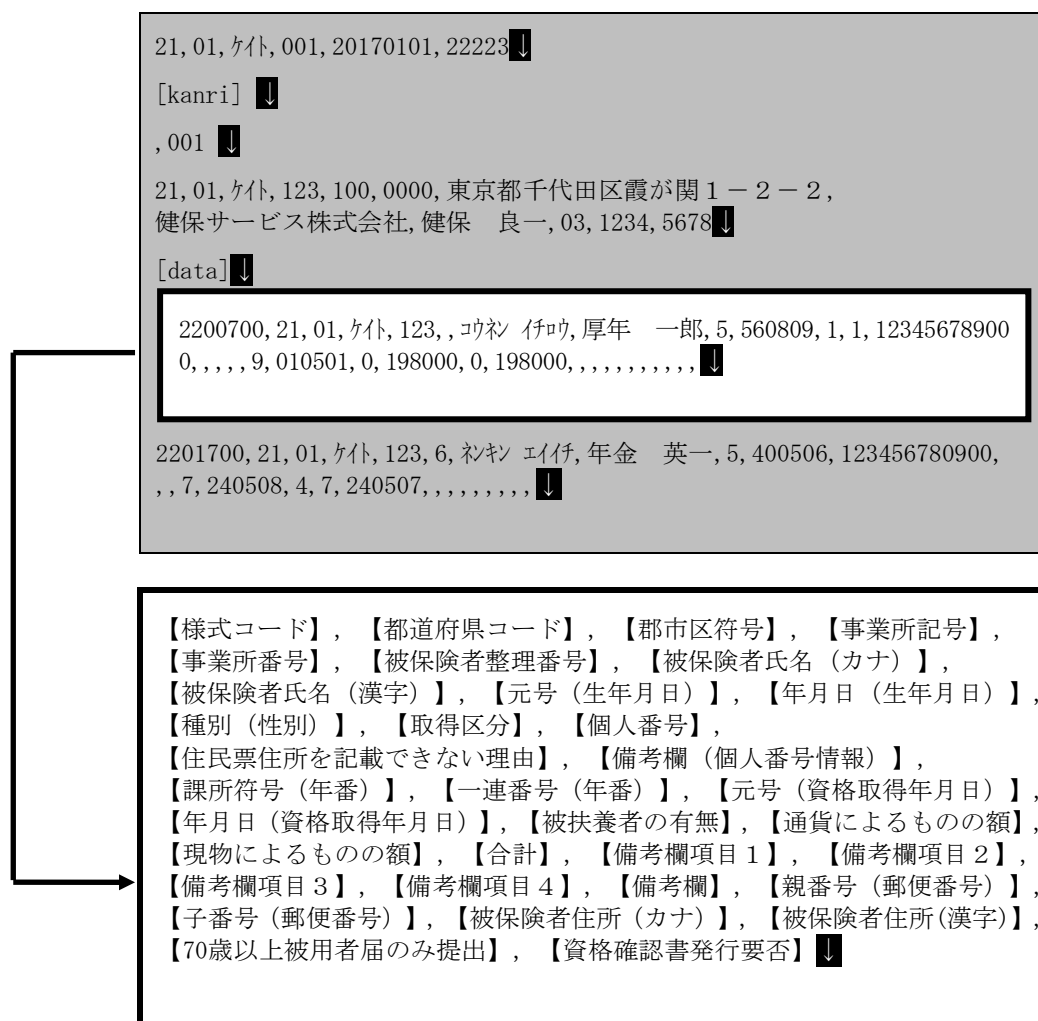 21,01,ｹｲﾄ,001,20170101,22223↓
[kanri] ↓
,001 ↓
21,01,ｹｲﾄ,123,100,0000,東京都千代田区霞が関１－２－２,
健保サービス株式会社,健保　良一,03,1234,5678↓
[data]↓
2200700,21,01,ｹｲﾄ,123,,ｺｳﾈﾝ ｲﾁﾛｳ,厚年　一郎,5,560809,1,1,12345678900
0,,,,,9,010501,0,198000,0,198000,,,,,,,,,,,↓
2201700,21,01,ｹｲﾄ,123,6,ﾈﾝｷﾝ ｴｲｲﾁ,年金　英一,5,400506,123456780900,
,,7,240508,4,7,240507,,,,,,,,,↓
【様式コード】,【都道府県コード】,【郡市区符号】,【事業所記号】,
【事業所番号】,【被保険者整理番号】,【被保険者氏名（カナ）】,
【被保険者氏名（漢字）】,【元号（生年月日）】,【年月日（生年月日）】,
【種別（性別）】,【取得区分】,【個人番号】,
【住民票住所を記載できない理由】,【備考欄（個人番号情報）】,
【課所符号（年番）】,【一連番号（年番）】,【元号（資格取得年月日）】,
【年月日（資格取得年月日）】,【被扶養者の有無】,【通貨によるものの額】,
【現物によるものの額】,【合計】,【備考欄項目１】,【備考欄項目２】,
【備考欄項目３】,【備考欄項目４】,【備考欄】,【親番号（郵便番号）】,
【子番号（郵便番号）】,【被保険者住所（カナ）】,【被保険者住所(漢字)】,
【70歳以上被用者届のみ提出】,【資格確認書発行要否】↓